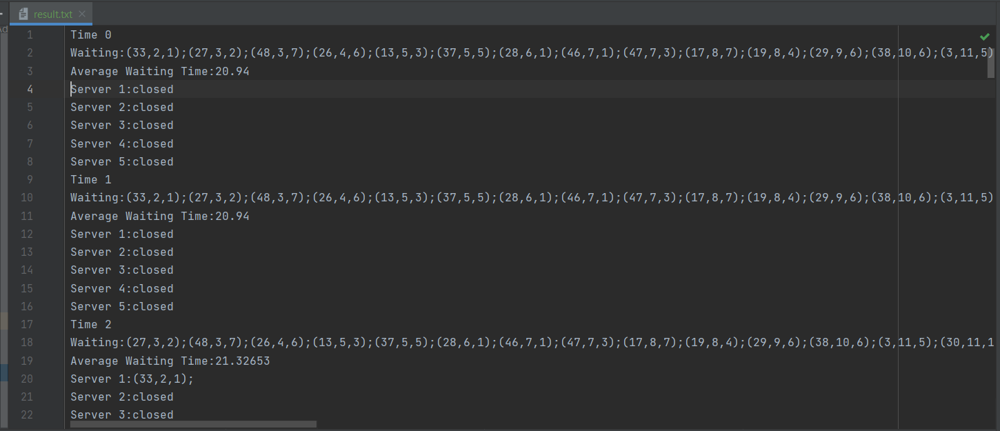 result.txt
1 Time 0
2 Waiting:(33,2,1);(27,3,2);(48,3,7);(26,4,6);(13,5,3);(37,5,5);(28,6,1);(46,7,1);(47,7,3);(17,8,7);(19,8,4);(29,9,6);(38,10,6);(3,11,5)
3 Average Waiting Time:20.94
4 Server 1:closed
5 Server 2:closed
6 Server 3:closed
7 Server 4:closed
8 Server 5:closed
9 Time 1
10 Waiting:(33,2,1);(27,3,2);(48,3,7);(26,4,6);(13,5,3);(37,5,5);(28,6,1);(46,7,1);(47,7,3);(17,8,7);(19,8,4);(29,9,6);(38,10,6);(3,11,5)
11 Average Waiting Time:20.94
12 Server 1:closed
13 Server 2:closed
14 Server 3:closed
15 Server 4:closed
16 Server 5:closed
17 Time 2
18 Waiting:(27,3,2);(48,3,7);(26,4,6);(13,5,3);(37,5,5);(28,6,1);(46,7,1);(47,7,3);(17,8,7);(19,8,4);(29,9,6);(38,10,6);(3,11,5);(30,11,1
19 Average Waiting Time:21.32653
20 Server 1:(33,2,1);
21 Server 2:closed
22 Server 3:closed